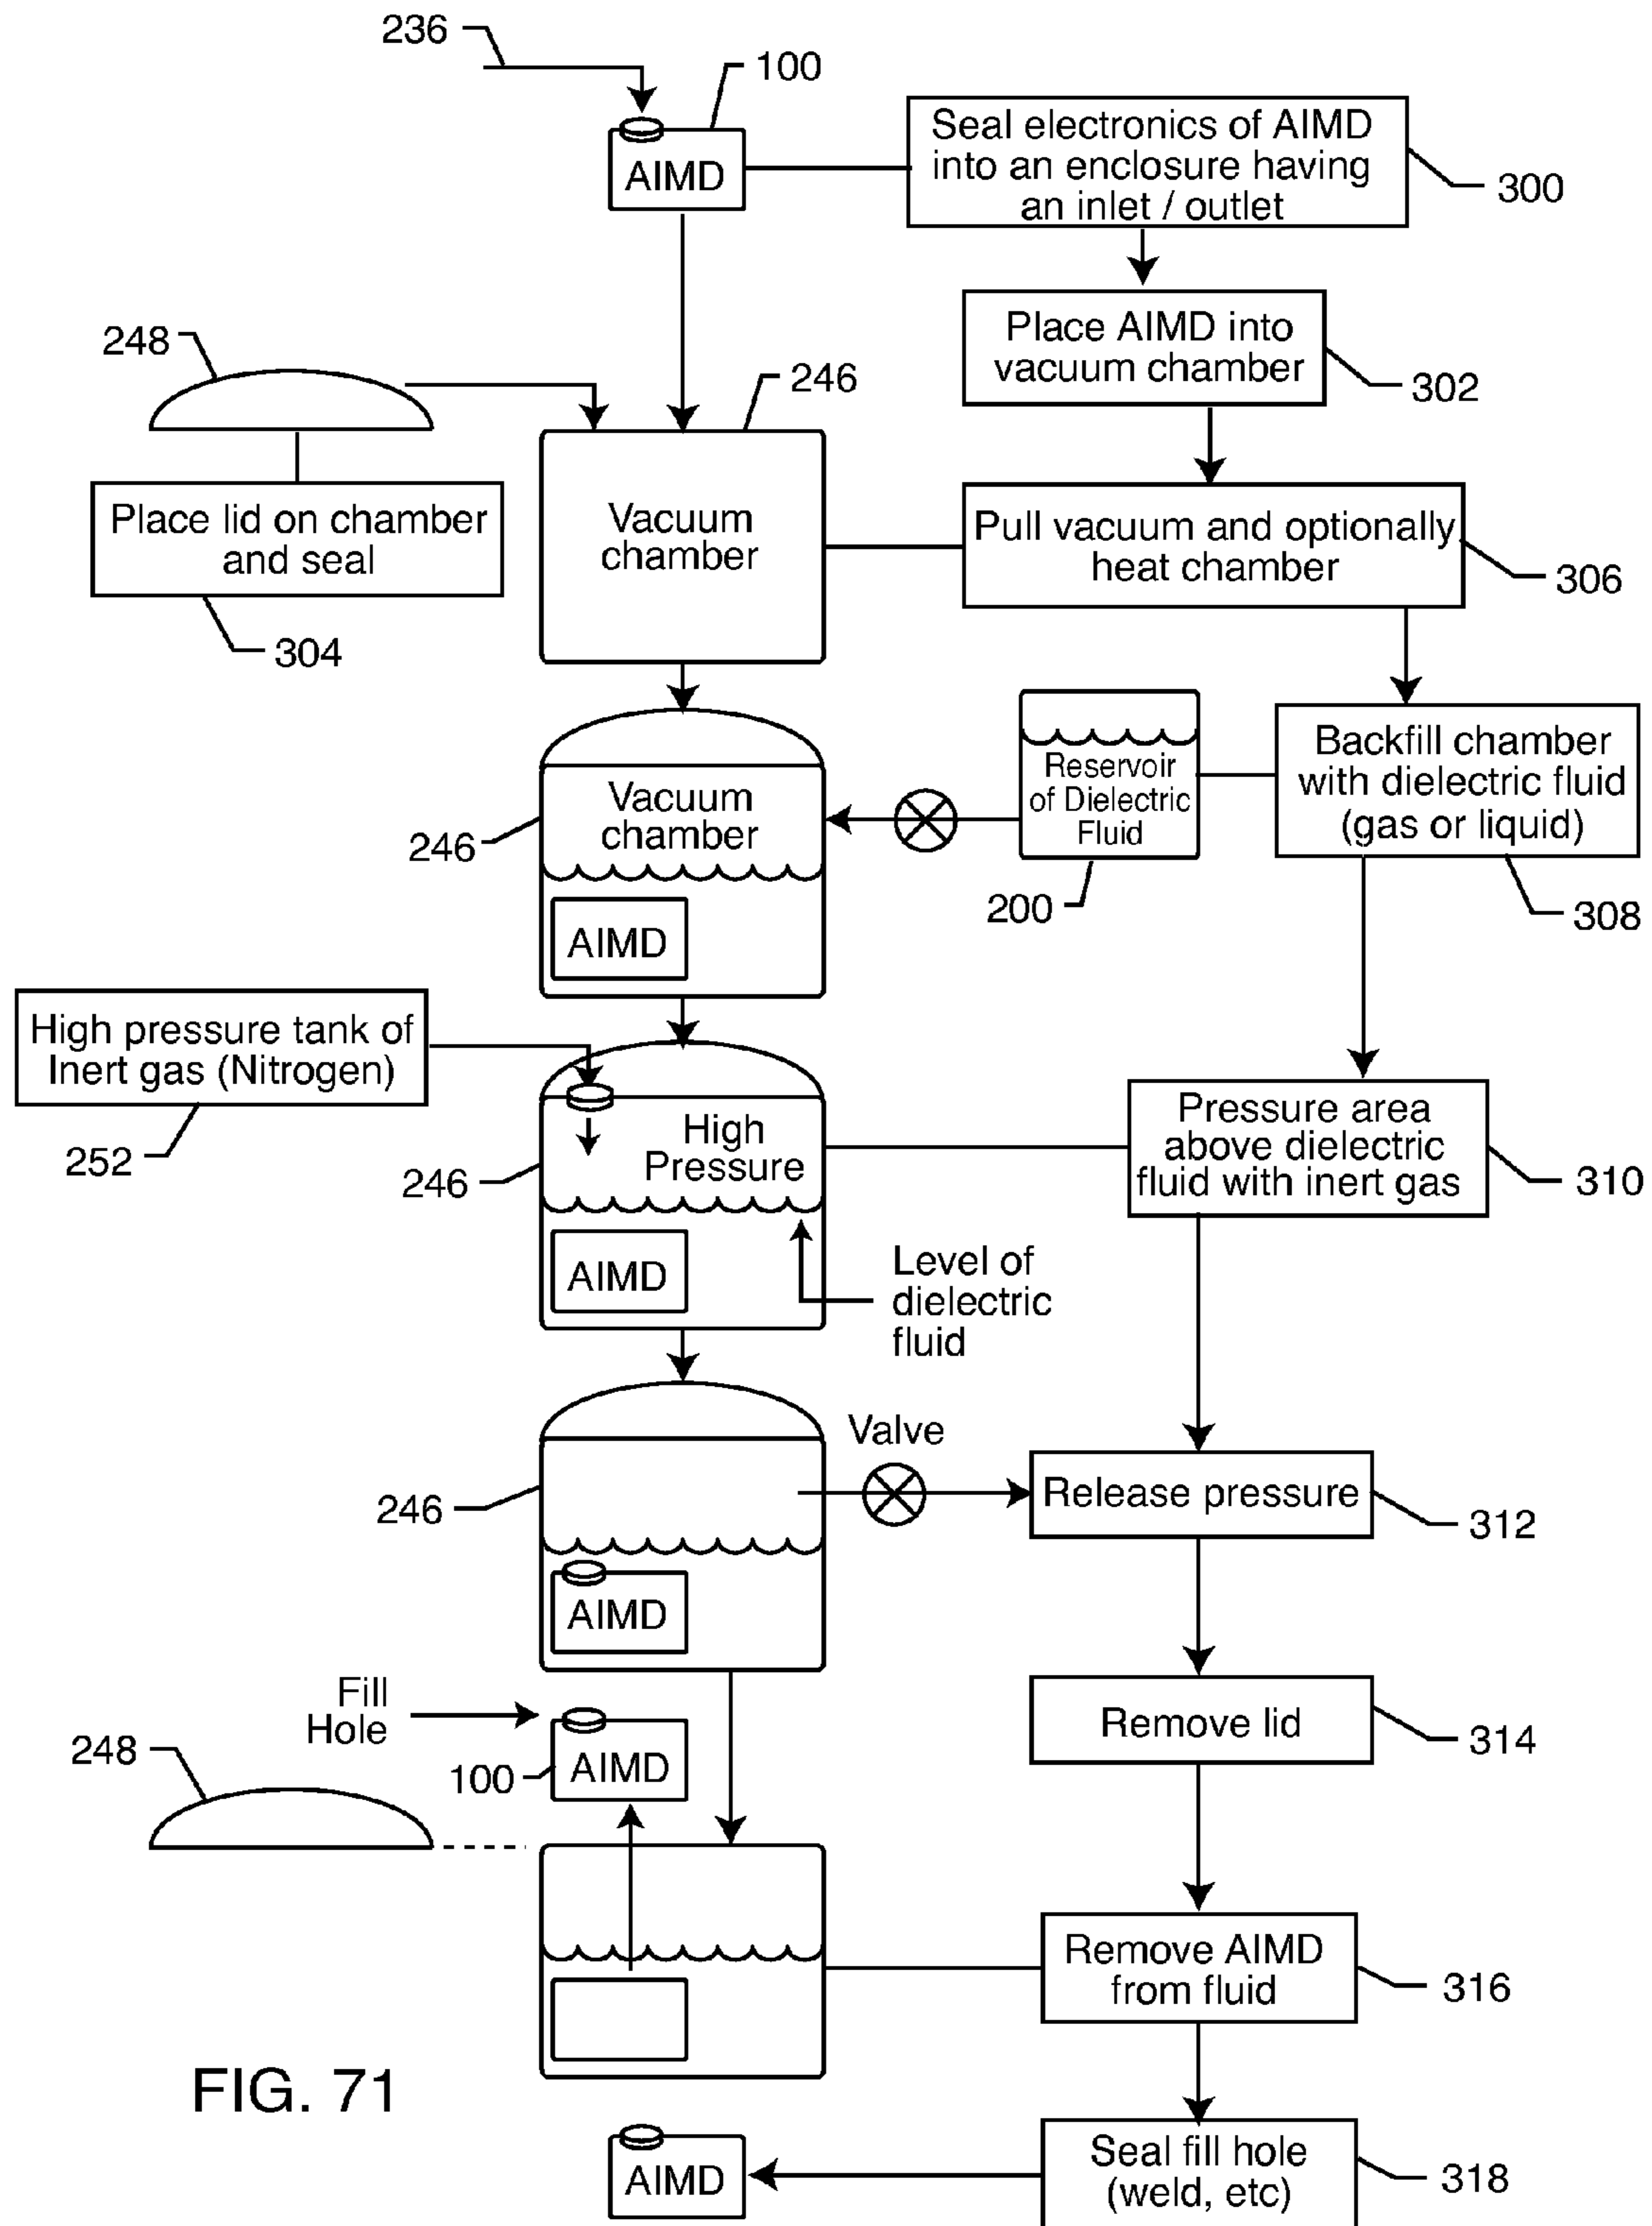 236
100
AIMD
Seal electronics of AIMD
into an enclosure having
an inlet / outlet
300
Place AIMD into
vacuum chamber
302
248
246
Place lid on chamber
and seal
304
Vacuum
chamber
Pull vacuum and optionally
heat chamber
306
Vacuum
chamber
246
AIMD
Reservoir
of Dielectric
Fluid
200
Backfill chamber
with dielectric fluid
(gas or liquid)
308
High pressure tank of
Inert gas (Nitrogen)
252
246
High
Pressure
AIMD
Level of
dielectric
fluid
Pressure area
above dielectric
fluid with inert gas
310
246
Valve
AIMD
Release pressure
312
Fill
Hole
248
100
AIMD
Remove lid
314
Remove AIMD
from fluid
316
FIG. 71
AIMD
Seal fill hole
(weld, etc)
318